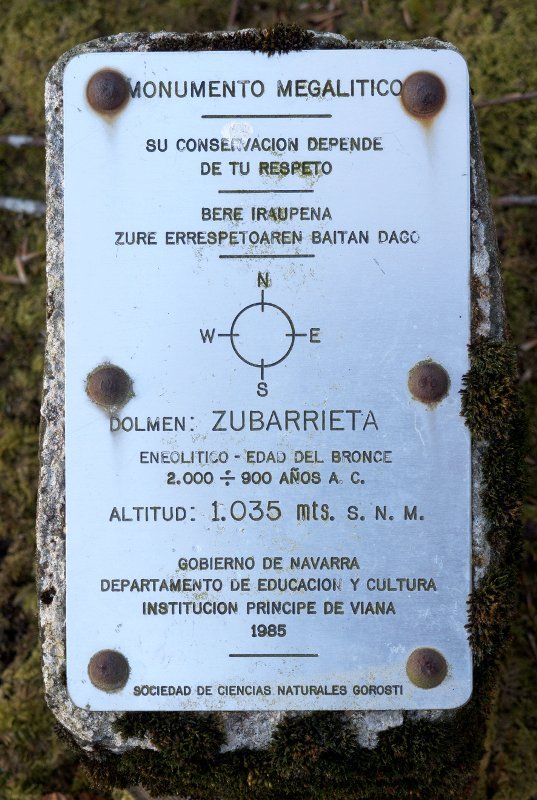 MONUMENTO MEGALITICO
SU CONSERVACION DEPENDE
DE TU RESPETO
BERE IRAUPENA
ZURE ERRESPETOAREN BAITAN DAGO
N
W E
S
DOLMEN: ZUBARRIETA
ENEOLITICO - EDAD DEL BRONCE
2.000 ÷ 900 AÑOS A. C.
ALTITUD: 1.035 mts. S. N. M.
GOBIERNO DE NAVARRA
DEPARTAMENTO DE EDUCACION Y CULTURA
INSTITUCION PRINCIPE DE VIANA
1985
SOCIEDAD DE CIENCIAS NATURALES GOROSTI